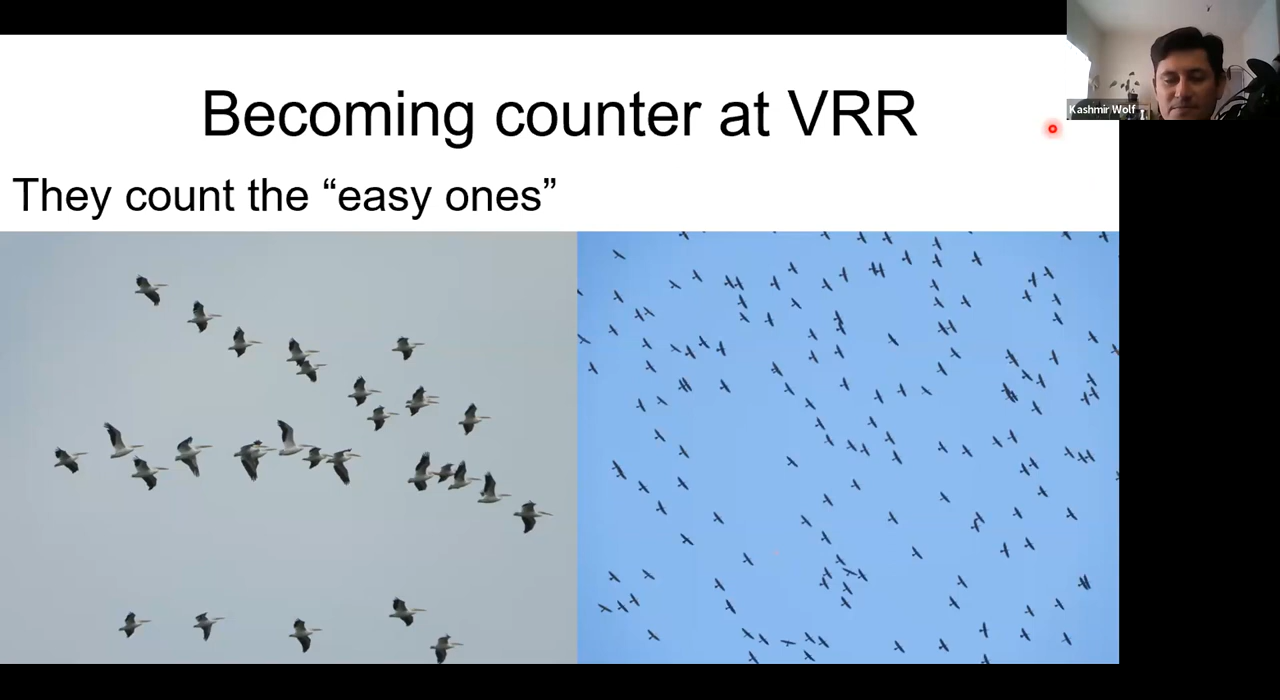 Becoming counter at VRR
Kashmir Wolf
They count the “easy ones”